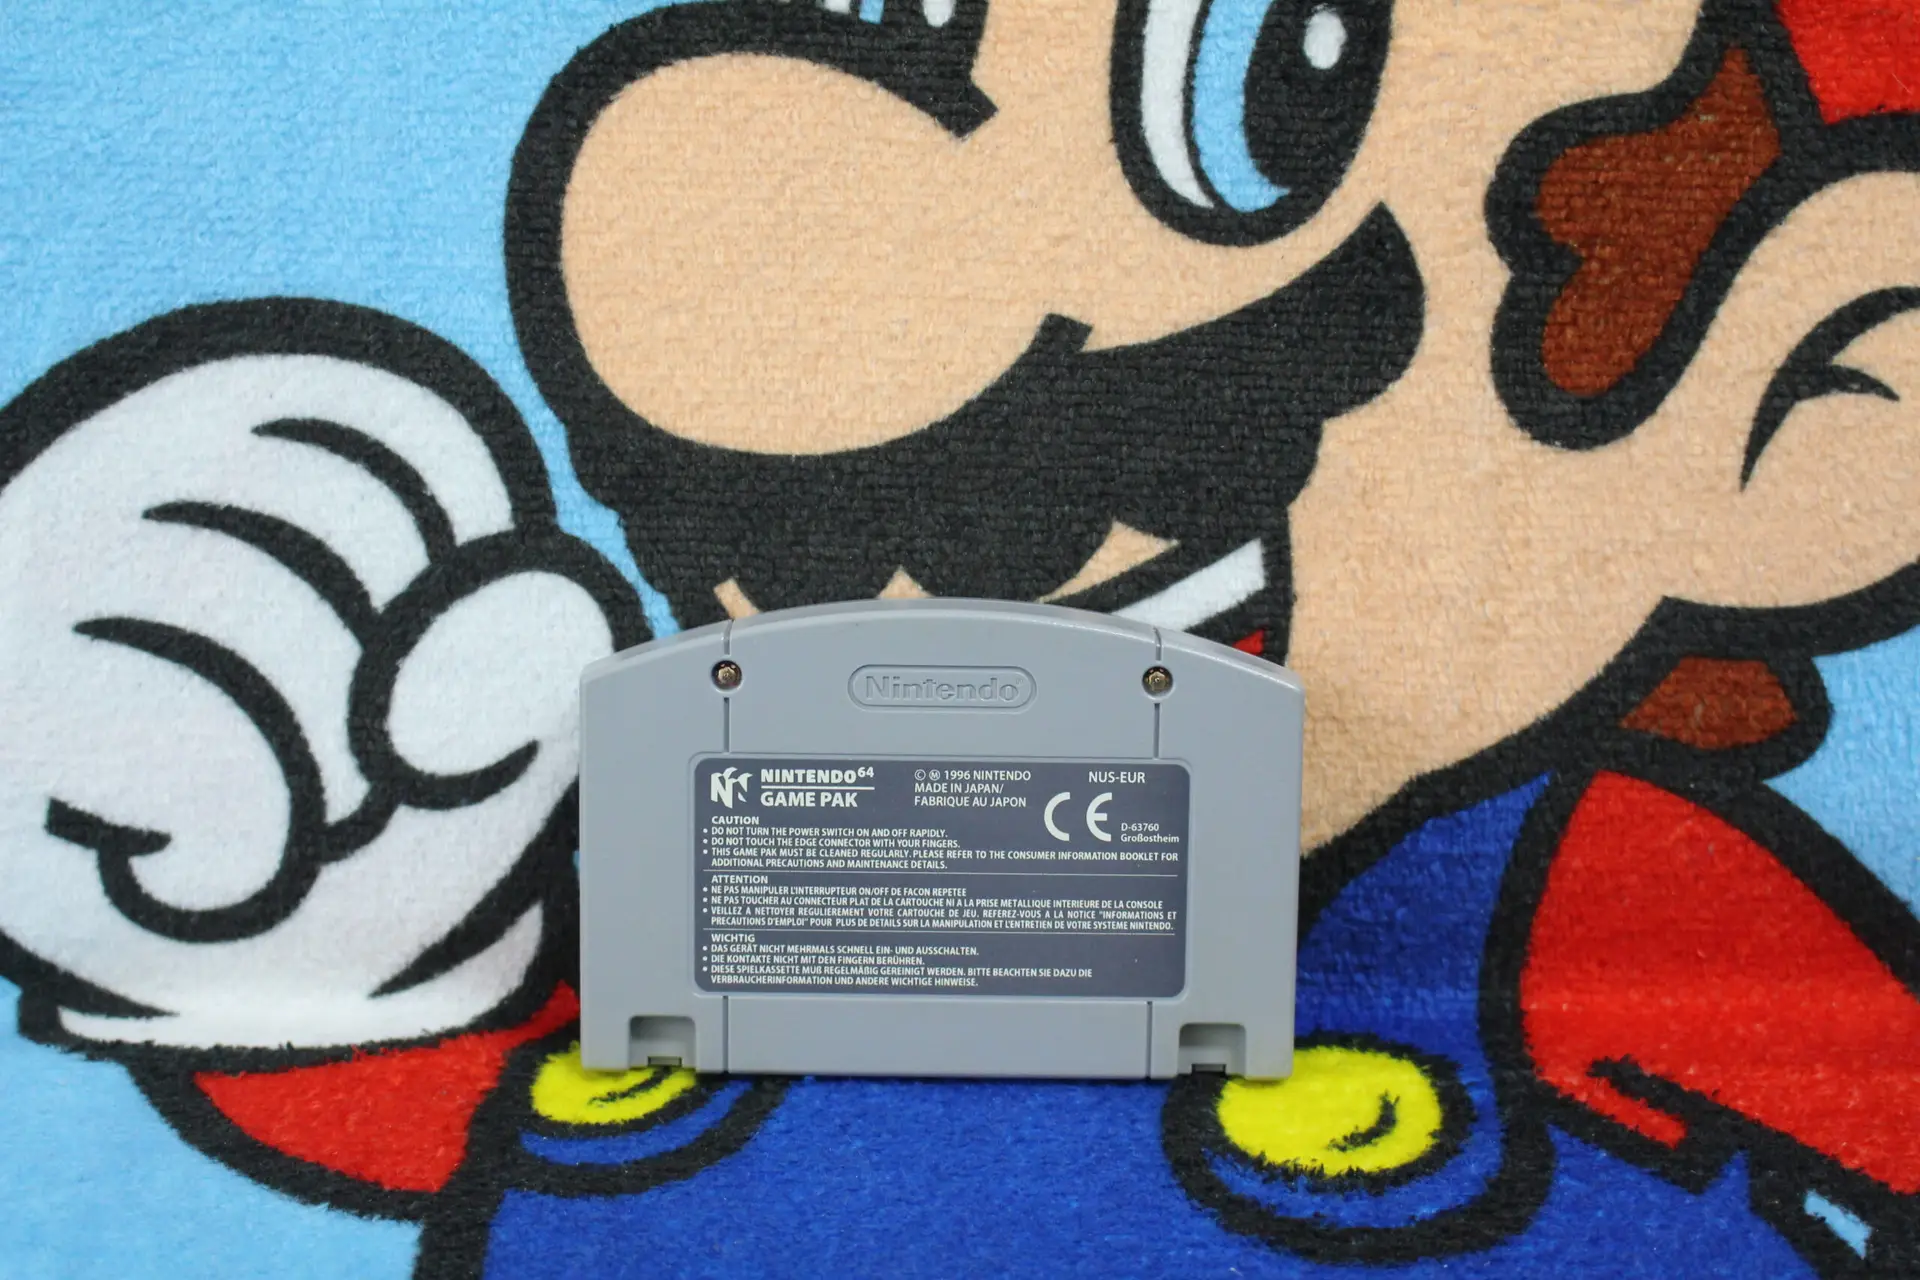 Nintendo
NINTENDO64
GAME PAK
© Ⓜ 1996 NINTENDO
MADE IN JAPAN/
FABRIQUE AU JAPON
NUS-EUR
CE
D-63760
Großostheim
CAUTION
• DO NOT TURN THE POWER SWITCH ON AND OFF RAPIDLY.
• DO NOT TOUCH THE EDGE CONNECTOR WITH YOUR FINGERS.
• THIS GAME PAK MUST BE CLEANED REGULARLY. PLEASE REFER TO THE CONSUMER INFORMATION BOOKLET FOR
ADDITIONAL PRECAUTIONS AND MAINTENANCE DETAILS.
ATTENTION
• NE PAS MANIPULER L'INTERRUPTEUR ON/OFF DE FACON REPETEE
• NE PAS TOUCHER AU CONNECTEUR PLAT DE LA CARTOUCHE NI A LA PRISE METALLIQUE INTERIEURE DE LA CONSOLE
• VEILLEZ A NETTOYER REGULIEREMENT VOTRE CARTOUCHE DE JEU. REFEREZ-VOUS A LA NOTICE "INFORMATIONS ET
PRECAUTIONS D'EMPLOI" POUR PLUS DE DETAILS SUR LA MANIPULATION ET L'ENTRETIEN DE VOTRE SYSTEME NINTENDO.
WICHTIG
• DAS GERÄT NICHT MEHRMALS SCHNELL EIN- UND AUSSCHALTEN.
• DIE KONTAKTE NICHT MIT DEN FINGERN BERÜHREN.
• DIESE SPIELKASSETTE MUß REGELMÄßIG GEREINIGT WERDEN. BITTE BEACHTEN SIE DAZU DIE
VERBRAUCHERINFORMATION UND ANDERE WICHTIGE HINWEISE.